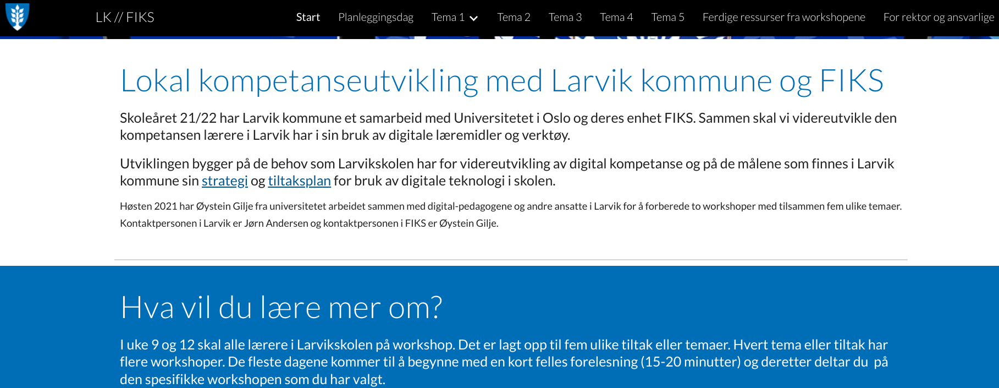 LK // FIKS
Start Planleggingsdag Tema 1 Tema 2 Tema 3 Tema 4 Tema 5 Ferdige ressurser fra workshopene For rektor og ansvarlige
Lokal kompetanseutvikling med Larvik kommune og FIKS
Skoleåret 21/22 har Larvik kommune et samarbeid med Universitetet i Oslo og deres enhet FIKS. Sammen skal vi videreutvikle den
kompetansen lærere i Larvik har i sin bruk av digitale læremidler og verktøy.
Utviklingen bygger på de behov som Larvikskolen har for videreutvikling av digital kompetanse og på de målene som finnes i Larvik
kommune sin strategi og tiltaksplan for bruk av digitale teknologi i skolen.
Høsten 2021 har Øystein Gilje fra universitetet arbeidet sammen med digital-pedagogene og andre ansatte i Larvik for å forberede to workshoper med tilsammen fem ulike temaer.
Kontaktpersonen i Larvik er Jørn Andersen og kontaktpersonen i FIKS er Øystein Gilje.
Hva vil du lære mer om?
I uke 9 og 12 skal alle lærere i Larvikskolen på workshop. Det er lagt opp til fem ulike tiltak eller temaer. Hvert tema eller tiltak har
flere workshoper. De fleste dagene kommer til å begynne med en kort felles forelesning (15-20 minutter) og deretter deltar du  på
den spesifikke workshopen som du har valgt.